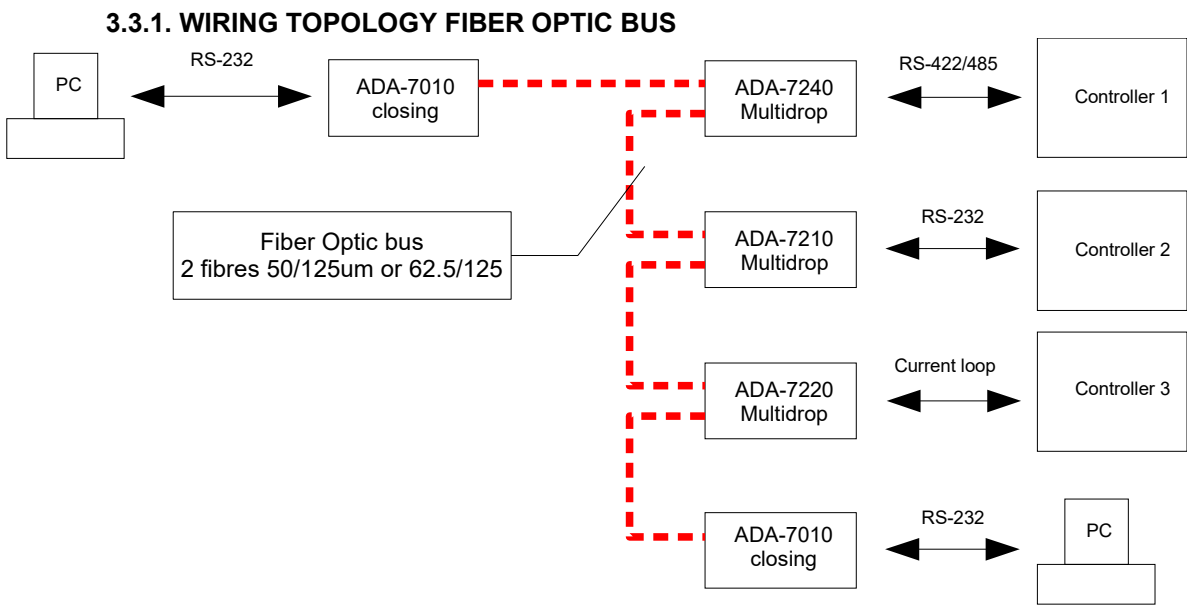 3.3.1. WIRING TOPOLOGY FIBER OPTIC BUS
PC
RS-232
ADA-7010
closing
ADA-7240
Multidrop
RS-422/485
Controller 1
Fiber Optic bus
2 fibres 50/125um or 62.5/125
ADA-7210
Multidrop
RS-232
Controller 2
ADA-7220
Multidrop
Current loop
Controller 3
ADA-7010
closing
RS-232
PC